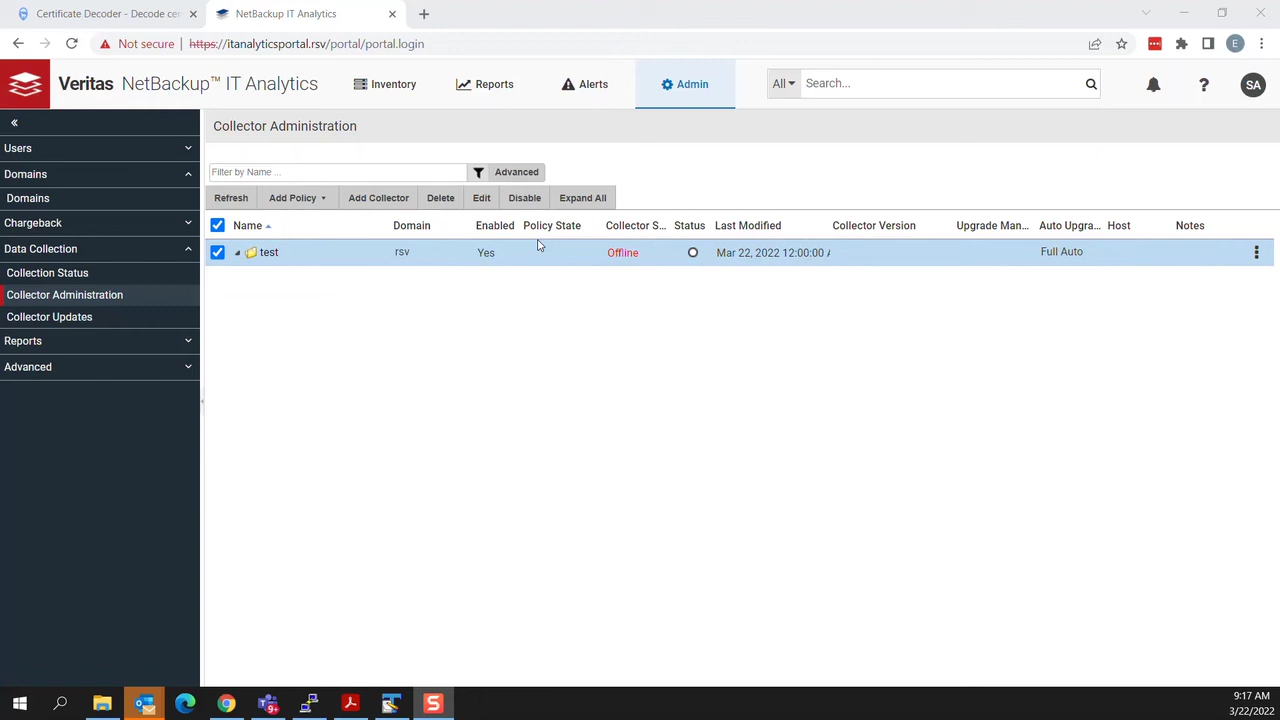 Certificate Decoder - Decode cer
NetBackup IT Analytics
Not secure
https://itanalyticsportal.rsv/portal/portal.login
E
Veritas NetBackup™ IT Analytics
Inventory
Reports
Alerts
Admin
All
Search...
?
SA
«
Users
Domains
Domains
Chargeback
Data Collection
Collection Status
Collector Administration
Collector Updates
Reports
Advanced
Collector Administration
Filter by Name ...
Advanced
Refresh
Add Policy
Add Collector
Delete
Edit
Disable
Expand All
Name
Domain
Enabled
Policy State
Collector S...
Status
Last Modified
Collector Version
Upgrade Man...
Auto Upgra...
Host
Notes
test
rsv
Yes
Offline
Mar 22, 2022 12:00:00
Full Auto
S
9:17 AM
3/22/2022